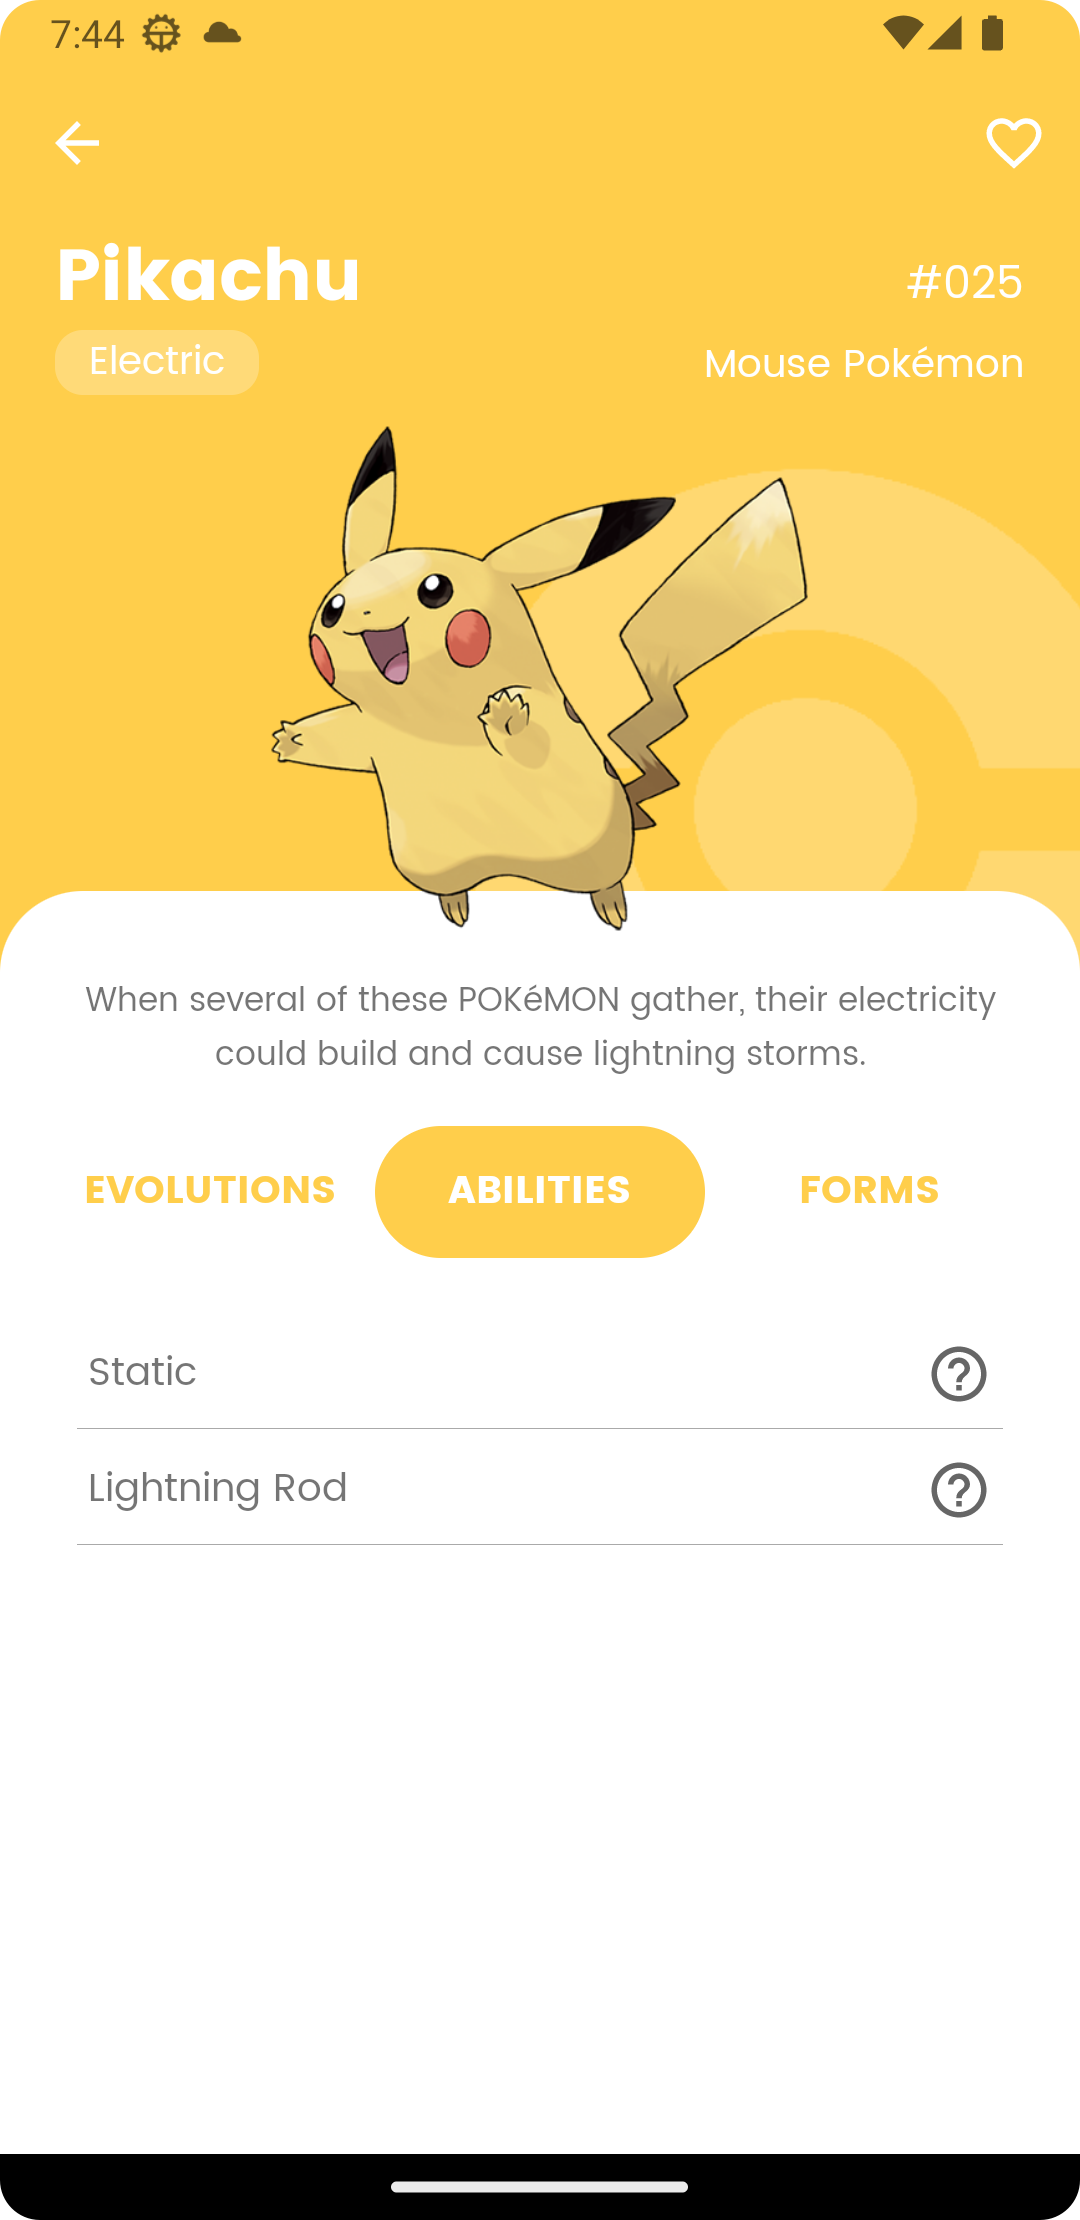 7:44
Pikachu
#025
Electric
Mouse Pokémon
When several of these POKéMON gather, their electricity
could build and cause lightning storms.
EVOLUTIONS ABILITIES FORMS
Static
Lightning Rod